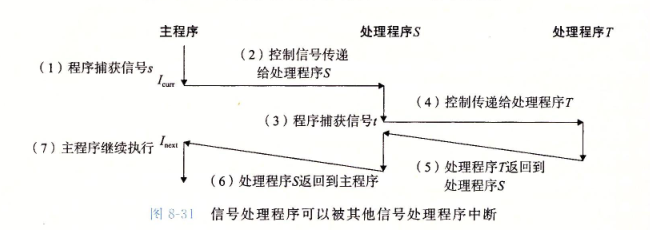 主程序
处理程序S
处理程序T
(1)程序捕获信号s
I_curr
(2)控制信号传递
给处理程序S
(3)程序捕获信号t
(4)控制传递给处理程序T
(5)处理程序T返回到
处理程序S
(6)处理程序S返回到主程序
(7)主程序继续执行
I_next
图 8-31 信号处理程序可以被其他信号处理程序中断